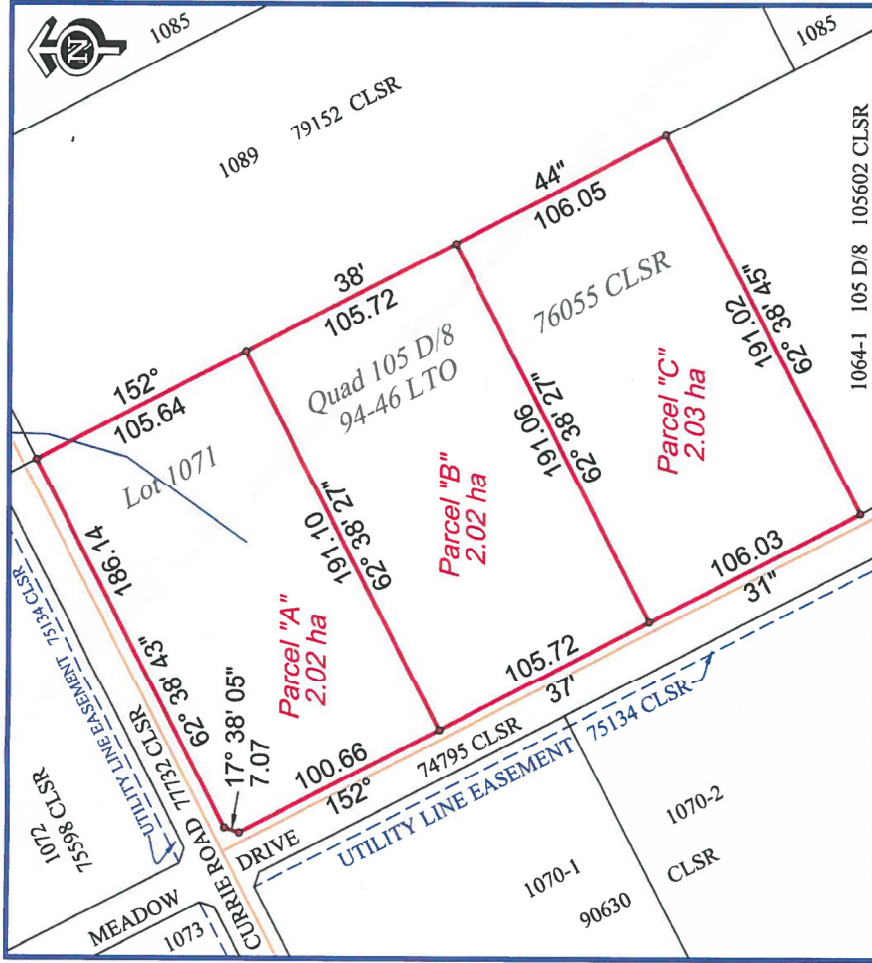 N
1085
1089 79152 CLSR
1085
1064-1 105 D/8 105602 CLSR
152° 38' 44"
105.64
105.72
106.05
Lot 1071
Quad 105 D/8
94-46 LTO
76055 CLSR
186.14
62° 38' 43"
191.10
62° 38' 27"
191.06
62° 38' 27"
191.02
62° 38' 45"
Parcel "A"
2.02 ha
Parcel "B"
2.02 ha
Parcel "C"
2.03 ha
17° 38' 05"
7.07
100.66
105.72
106.03
152° 37' 31"
UTILITY LINE EASEMENT 75134 CLSR
CURRIE ROAD 77732 CLSR
1072
75598 CLSR
MEADOW DRIVE 74795 CLSR
UTILITY LINE EASEMENT 75134 CLSR
1073
1070-1
1070-2
90630 CLSR